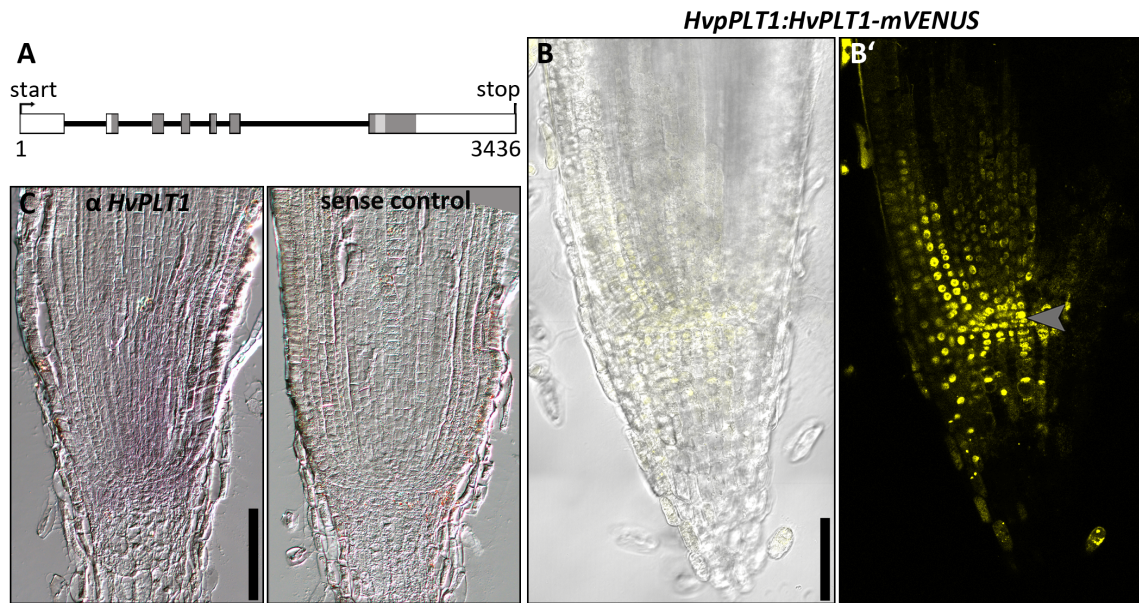 HvpPLT1:HvPLT1-mVENUS
A
start stop
1 3436
B
B‘
C
α HvPLT1
sense control